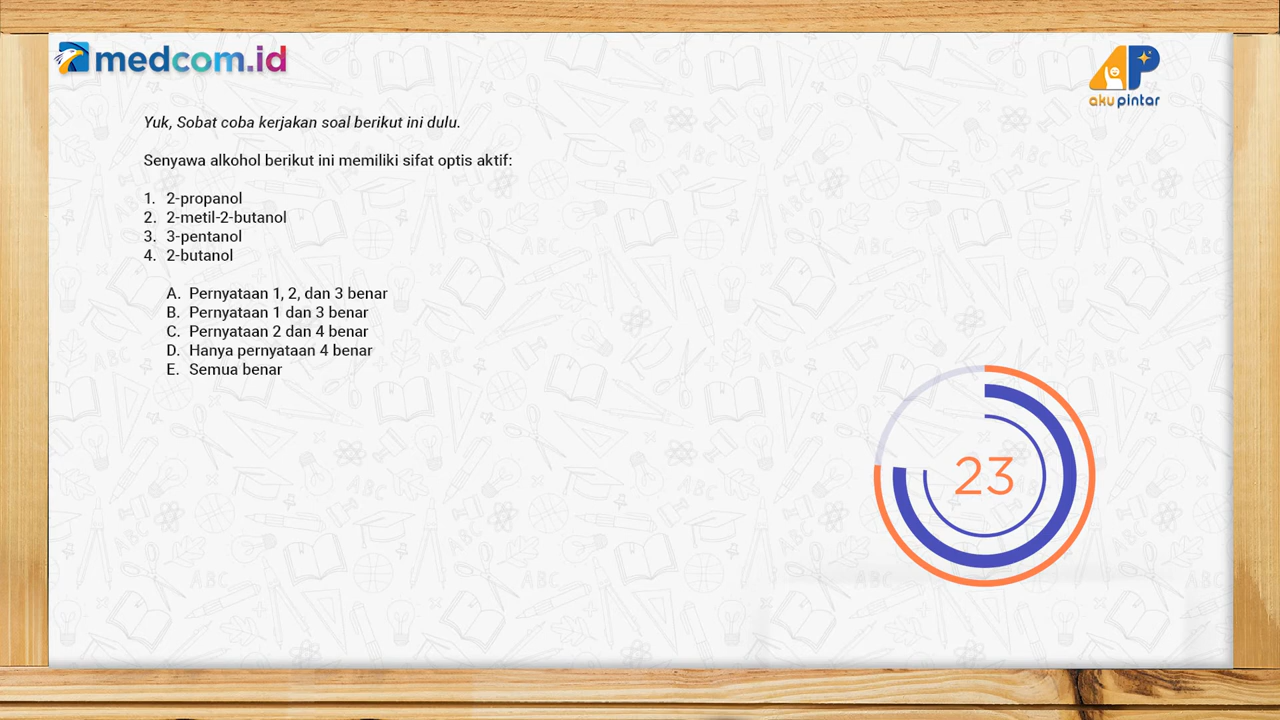 medcom.id
AP
aku pintar
Yuk, Sobat coba kerjakan soal berikut ini dulu.
Senyawa alkohol berikut ini memiliki sifat optis aktif:
1. 2-propanol
2. 2-metil-2-butanol
3. 3-pentanol
4. 2-butanol
A. Pernyataan 1, 2, dan 3 benar
B. Pernyataan 1 dan 3 benar
C. Pernyataan 2 dan 4 benar
D. Hanya pernyataan 4 benar
E. Semua benar
23